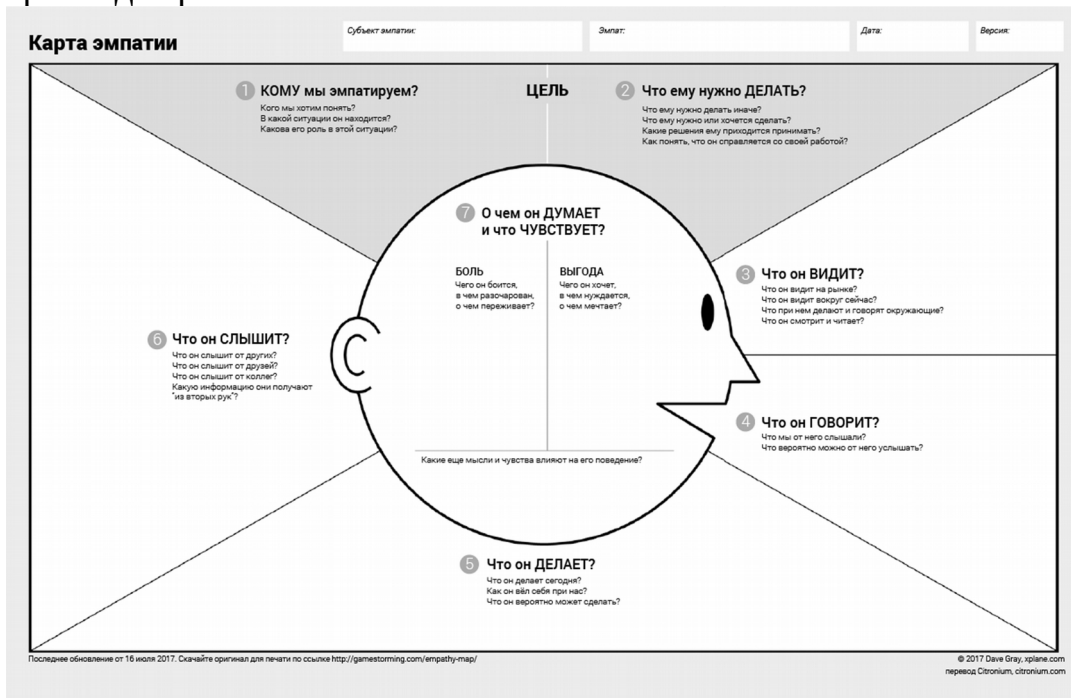 Карта эмпатии
Субъект эмпатии:
Эмпат:
Дата:
Версия:
1 КОМУ мы эмпатируем?
Кого мы хотим понять?
В какой ситуации он находится?
Какова его роль в этой ситуации?
ЦЕЛЬ
2 Что ему нужно ДЕЛАТЬ?
Что ему нужно делать иначе?
Что ему нужно или хочется сделать?
Какие решения ему приходится принимать?
Как понять, что он справляется со своей работой?
7 О чем он ДУМАЕТ
и что ЧУВСТВУЕТ?
БОЛЬ
Чего он боится,
в чем разочарован,
о чем переживает?
ВЫГОДА
Чего он хочет,
в чем нуждается,
о чем мечтает?
Какие еще мысли и чувства влияют на его поведение?
3 Что он ВИДИТ?
Что он видит на рынке?
Что он видит вокруг сейчас?
Что при нем делают и говорят окружающие?
Что он смотрит и читает?
4 Что он ГОВОРИТ?
Что мы от него слышали?
Что вероятно можно от него услышать?
5 Что он ДЕЛАЕТ?
Что он делает сегодня?
Как он вёл себя при нас?
Что он вероятно может сделать?
6 Что он СЛЫШИТ?
Что он слышит от других?
Что он слышит от друзей?
Что он слышит от коллег?
Какую информацию они получают
"из вторых рук"?
Последнее обновление от 16 июля 2017. Скачайте оригинал для печати по ссылке http://gamestorming.com/empathy-map/
© 2017 Dave Gray, xplane.com
перевод Citronium, citronium.com